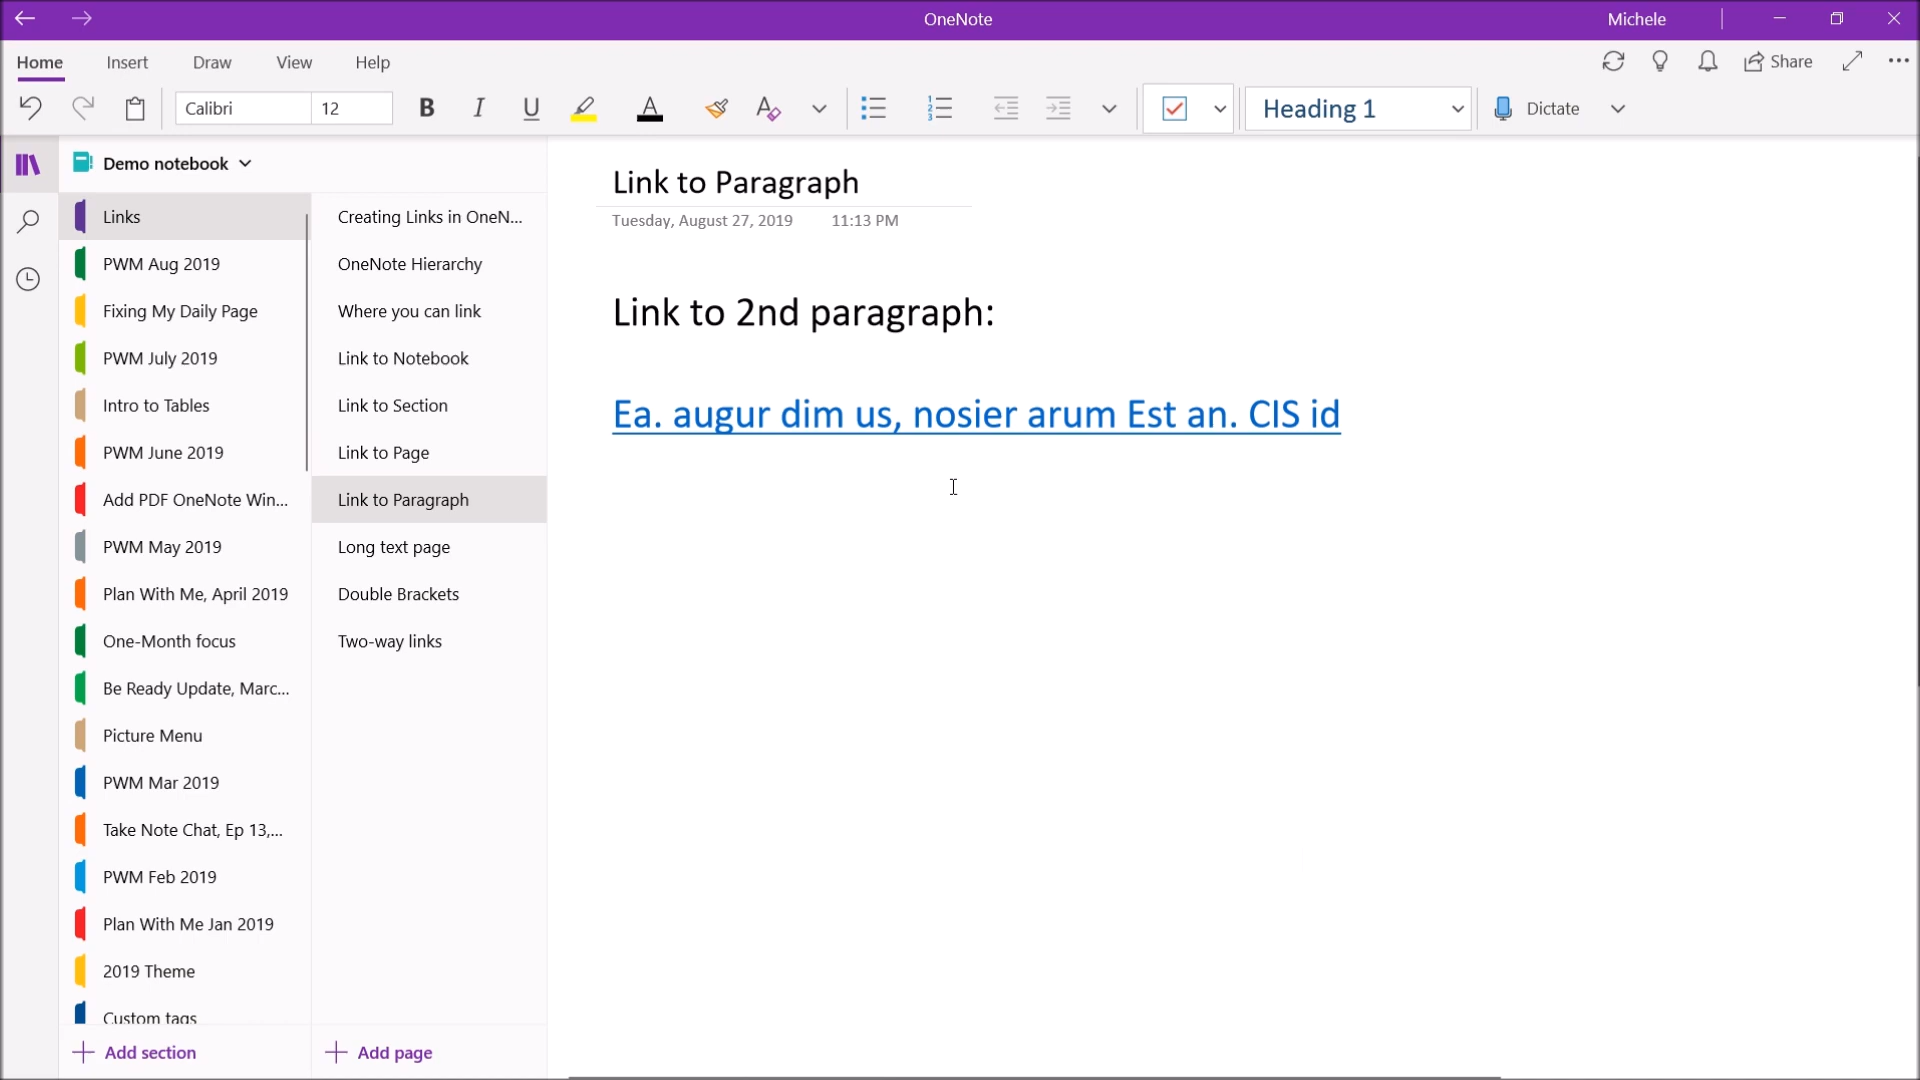 OneNote
Michele
Home
Insert
Draw
View
Help
Share
Calibri
12
B
I
U
A
A
Heading 1
Dictate
Demo notebook
Links
PWM Aug 2019
Fixing My Daily Page
PWM July 2019
Intro to Tables
PWM June 2019
Add PDF OneNote Win...
PWM May 2019
Plan With Me, April 2019
One-Month focus
Be Ready Update, Marc...
Picture Menu
PWM Mar 2019
Take Note Chat, Ep 13,...
PWM Feb 2019
Plan With Me Jan 2019
2019 Theme
Custom tags
Add section
Creating Links in OneN...
OneNote Hierarchy
Where you can link
Link to Notebook
Link to Section
Link to Page
Link to Paragraph
Long text page
Double Brackets
Two-way links
Add page
Link to Paragraph
Tuesday, August 27, 2019 11:13 PM
Link to 2nd paragraph:
Ea. augur dim us, nosier arum Est an. CIS id